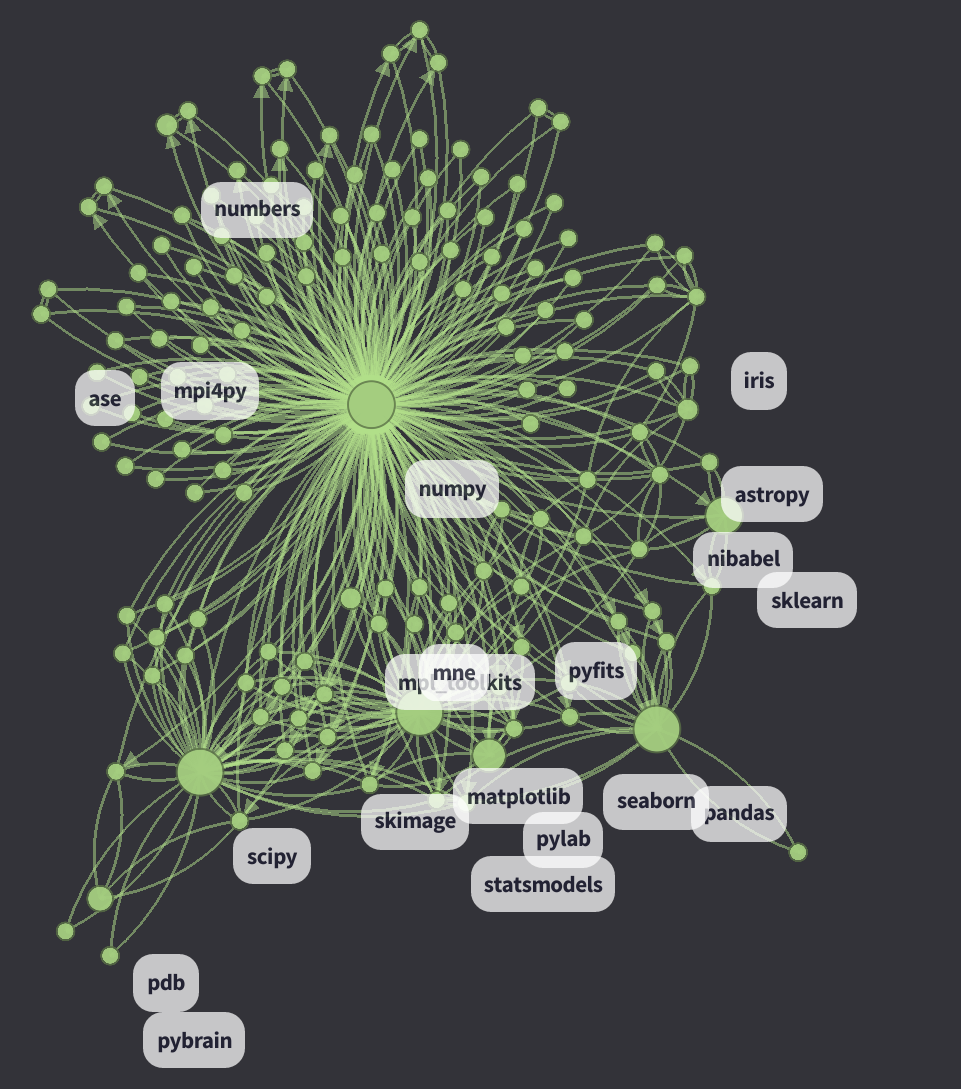 numbers
iris
ase
mpi4py
numpy
astropy
nibabel
sklearn
mne
mpl_toolkits
pyfits
matplotlib
seaborn
pandas
skimage
pylab
scipy
statsmodels
pdb
pybrain